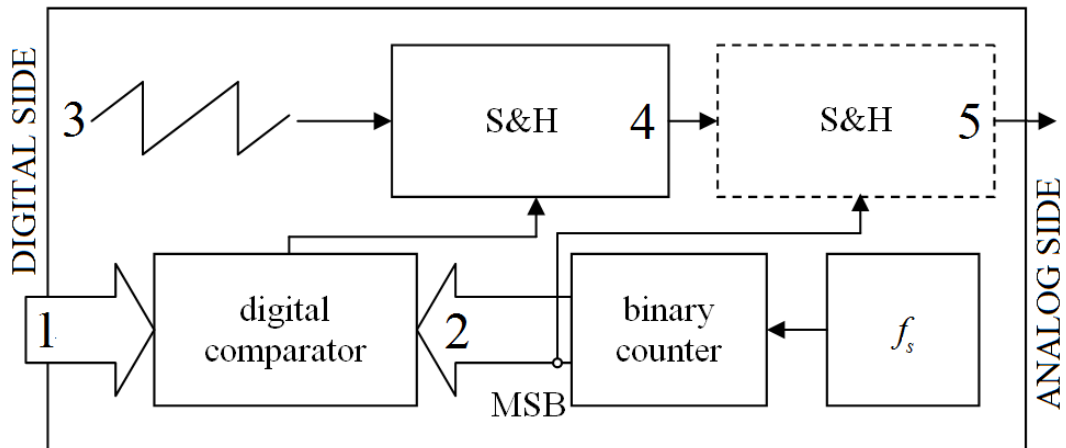 DIGITAL SIDE
3
S&H
4
S&H
5
1
digital
comparator
2
MSB
binary
counter
fs
ANALOG SIDE